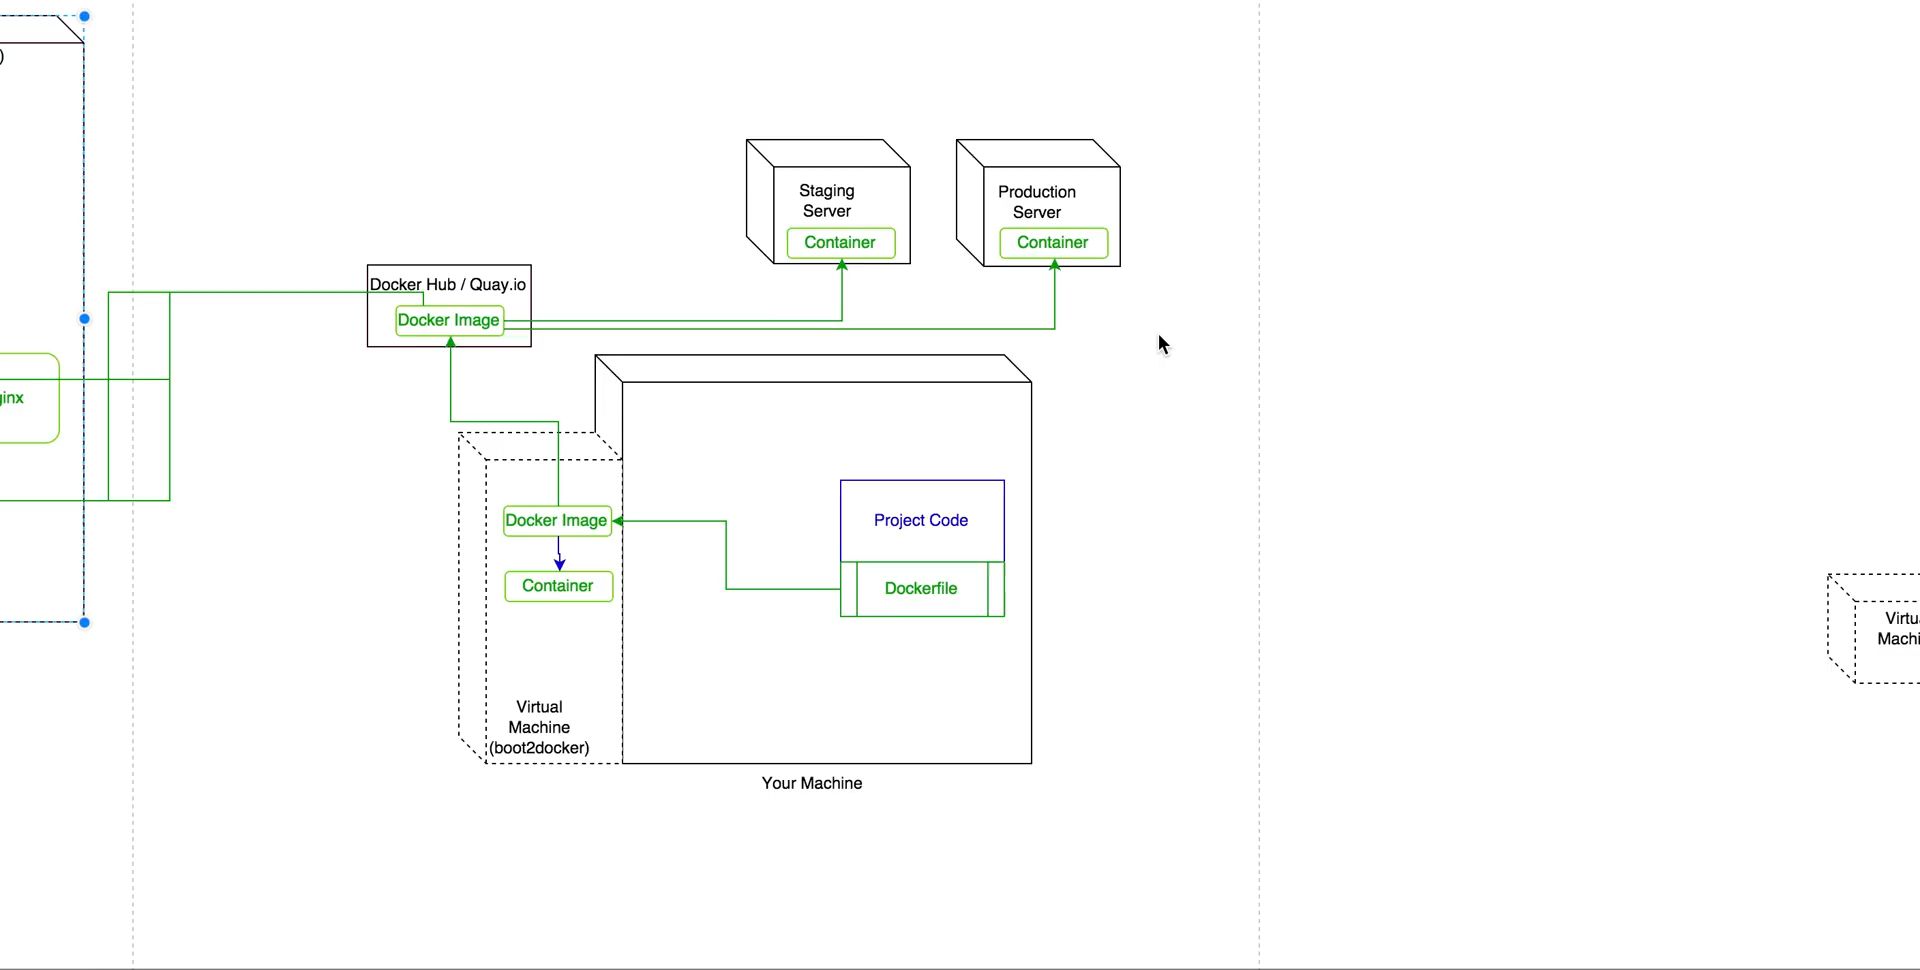 )
Staging
Server
Container
Production
Server
Container
Docker Hub / Quay.io
Docker Image
ginx
Docker Image
Container
Project Code
Dockerfile
Virtual
Machine
(boot2docker)
Your Machine
Virtu
Machi